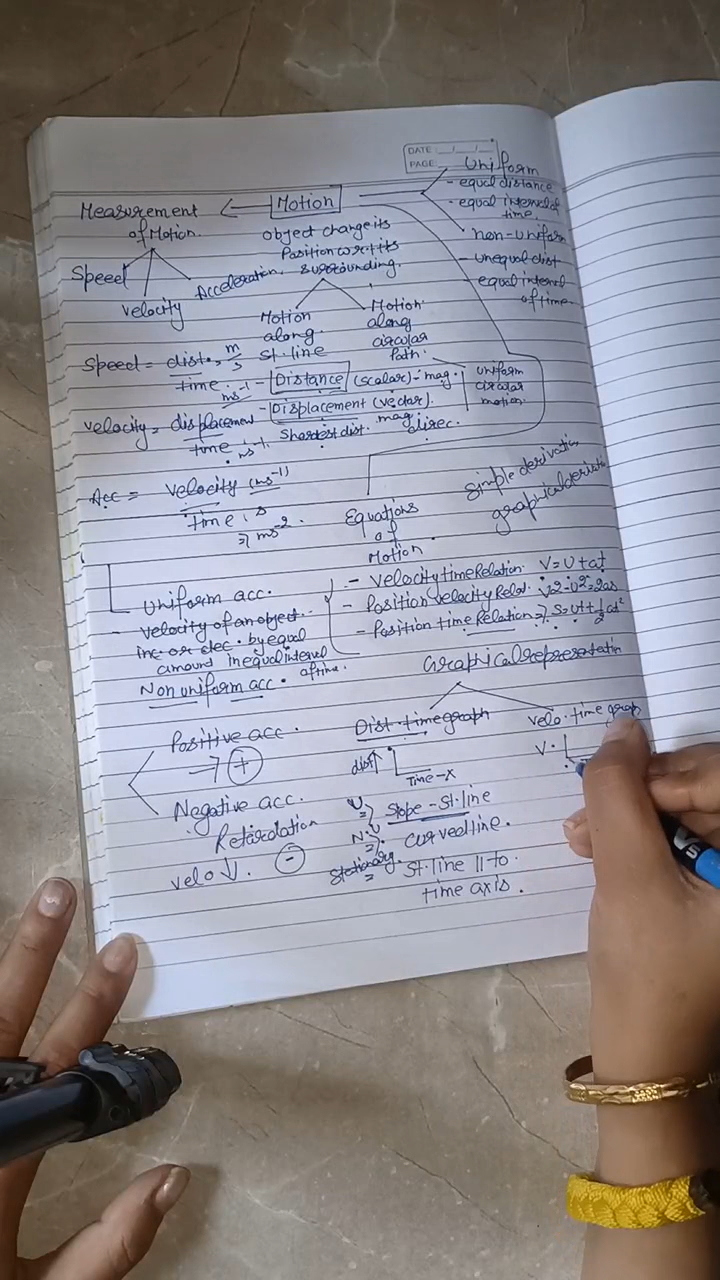 DATE: __/__/__
PAGE
Uniform
- equal distance
- equal interval of
time.
non-uniform
- unequal dist
- equal interval
of time
Motion
Measurement
of Motion.
Speed
velocity
Acceleration.
object change its
Position w.r.t its
surrounding.
Motion
along
st. line
Motion
along
circular
Path.
uniform
circular
motion.
Speed = dist. m/s
time. ms⁻¹
- Distance (scalar) - mag.
- Displacement (vector).
Shortest dist. mag.
direc.
velocity = displacement
time. ms⁻¹.
Acc = velocity (ms⁻¹)
Time. s
⇒ ms⁻².
Equations
of
Motion.
simple derivation
graphical
- velocity time Relation V=U+at
- Position velocity Relat. v2-u2=2as
- Position time Relation ⇒ S=ut+½at²
Uniform acc.
- velocity of an object
inc. or dec. by equal
amount in equal interval
of time.
Non uniform acc.
Positive acc.
→ +
Negative acc.
Retardation
velo ↓. -
Graphical representation
Dist. time graph
dist ↑
Time - X
U = } Slope - St. line
N.U = } curved line.
Stationary = St. line || to
time axis.
velo. time graph
V.